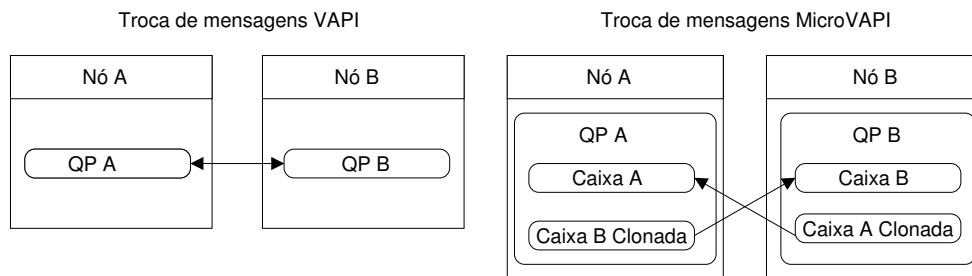 Troca de mensagens VAPI
Nó A
Nó B
QP A
QP B
Troca de mensagens MicroVAPI
Nó A
Nó B
QP A
QP B
Caixa A
Caixa B
Caixa B Clonada
Caixa A Clonada